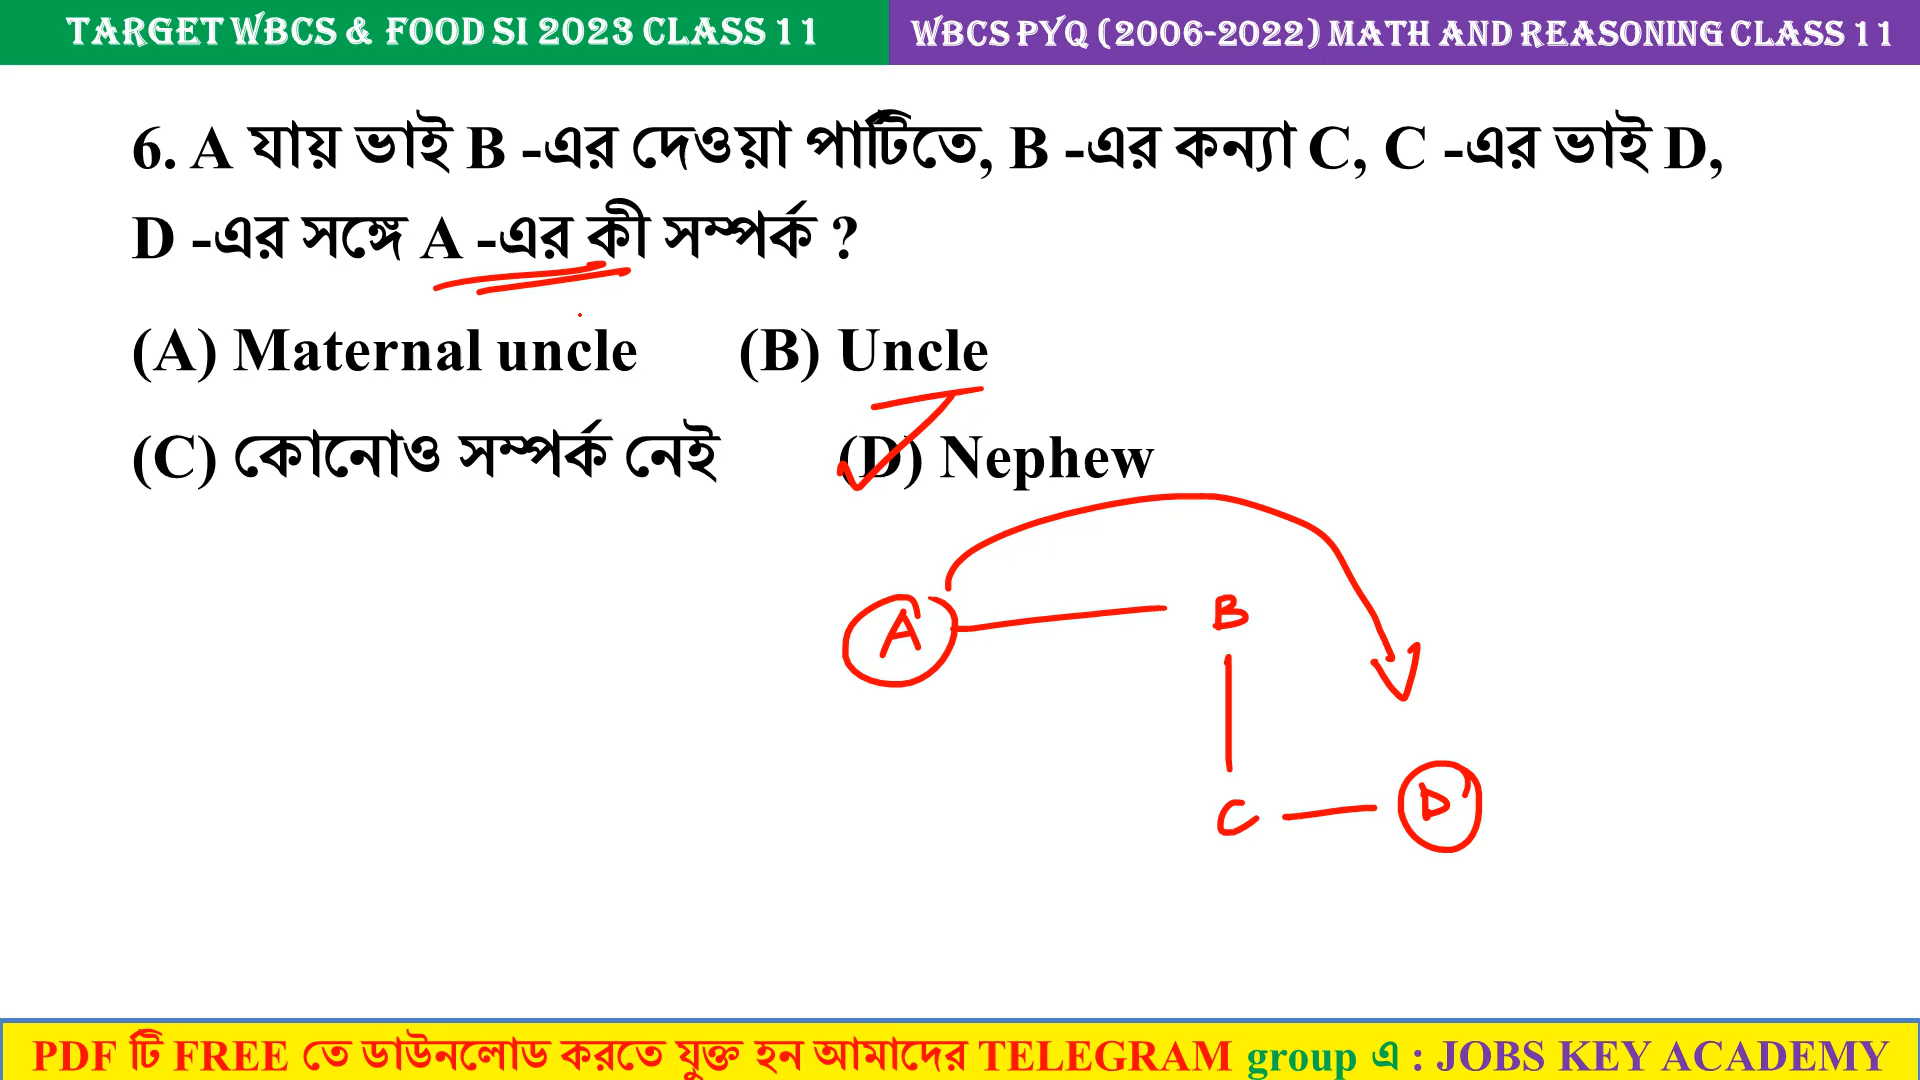 TARGET WBCS & FOOD SI 2023 CLASS 11
WBCS PYQ (2006-2022) MATH AND REASONING CLASS 11
6. A যায় ভাই B -এর দেওয়া পার্টিতে, B -এর কন্যা C, C -এর ভাই D,
D -এর সঙ্গে A -এর কী সম্পর্ক ?
(A) Maternal uncle (B) Uncle
(C) কোনোও সম্পর্ক নেই (D) Nephew
A B
C D
PDF টি FREE তে ডাউনলোড করতে যুক্ত হন আমাদের TELEGRAM group এ : JOBS KEY ACADEMY